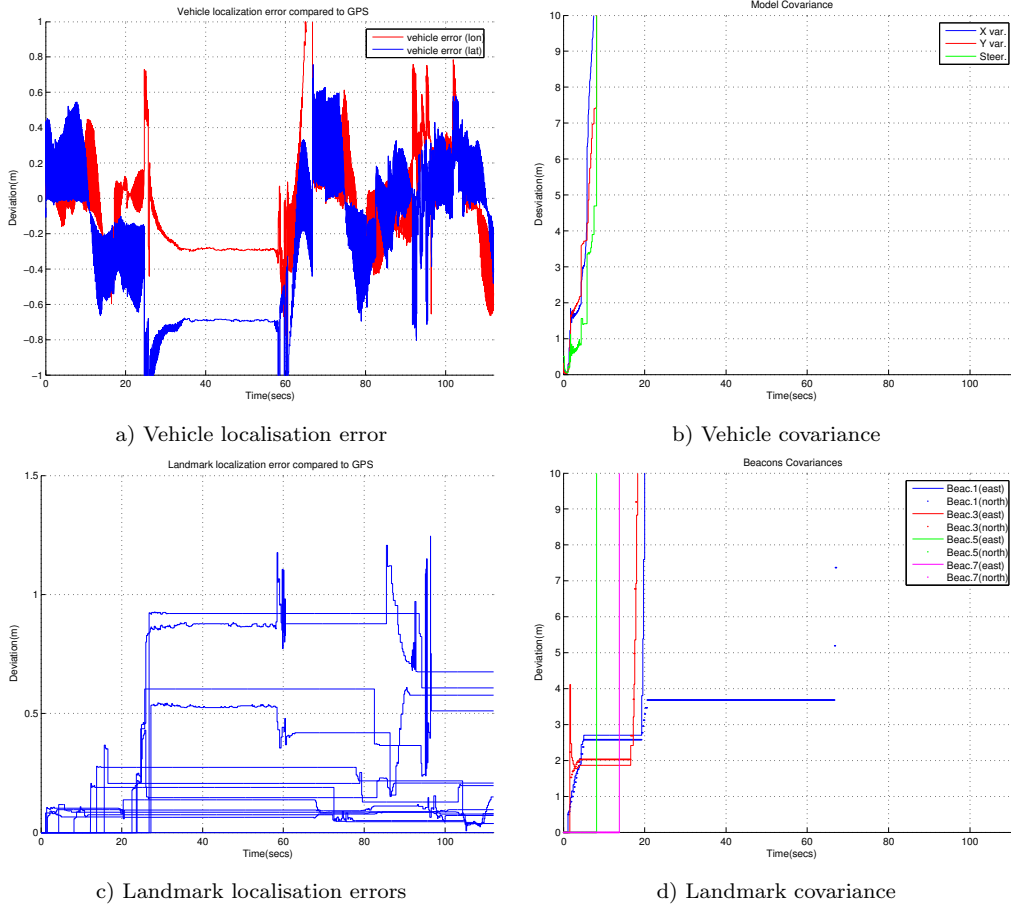 Vehicle localization error compared to GPS
vehicle error (lon)
vehicle error (lat)
Deviation(m)
1
0.8
0.6
0.4
0.2
0
−0.2
−0.4
−0.6
−0.8
−1
0 20 40 60 80 100
Time(secs)
a) Vehicle localisation error
Model Covariance
X var.
Y var.
Steer.
Desviation(m)
10
9
8
7
6
5
4
3
2
1
0
0 20 40 60 80 100
Time(secs)
b) Vehicle covariance
Landmark localization error compared to GPS
Deviation(m)
1.5
1
0.5
0
0 20 40 60 80 100
Time(secs)
c) Landmark localisation errors
Beacons Covariances
Beac.1(east)
Beac.1(north)
Beac.3(east)
Beac.3(north)
Beac.5(east)
Beac.5(north)
Beac.7(east)
Beac.7(north)
Desviation(m)
10
9
8
7
6
5
4
3
2
1
0
0 20 40 60 80 100
Time(secs)
d) Landmark covariance